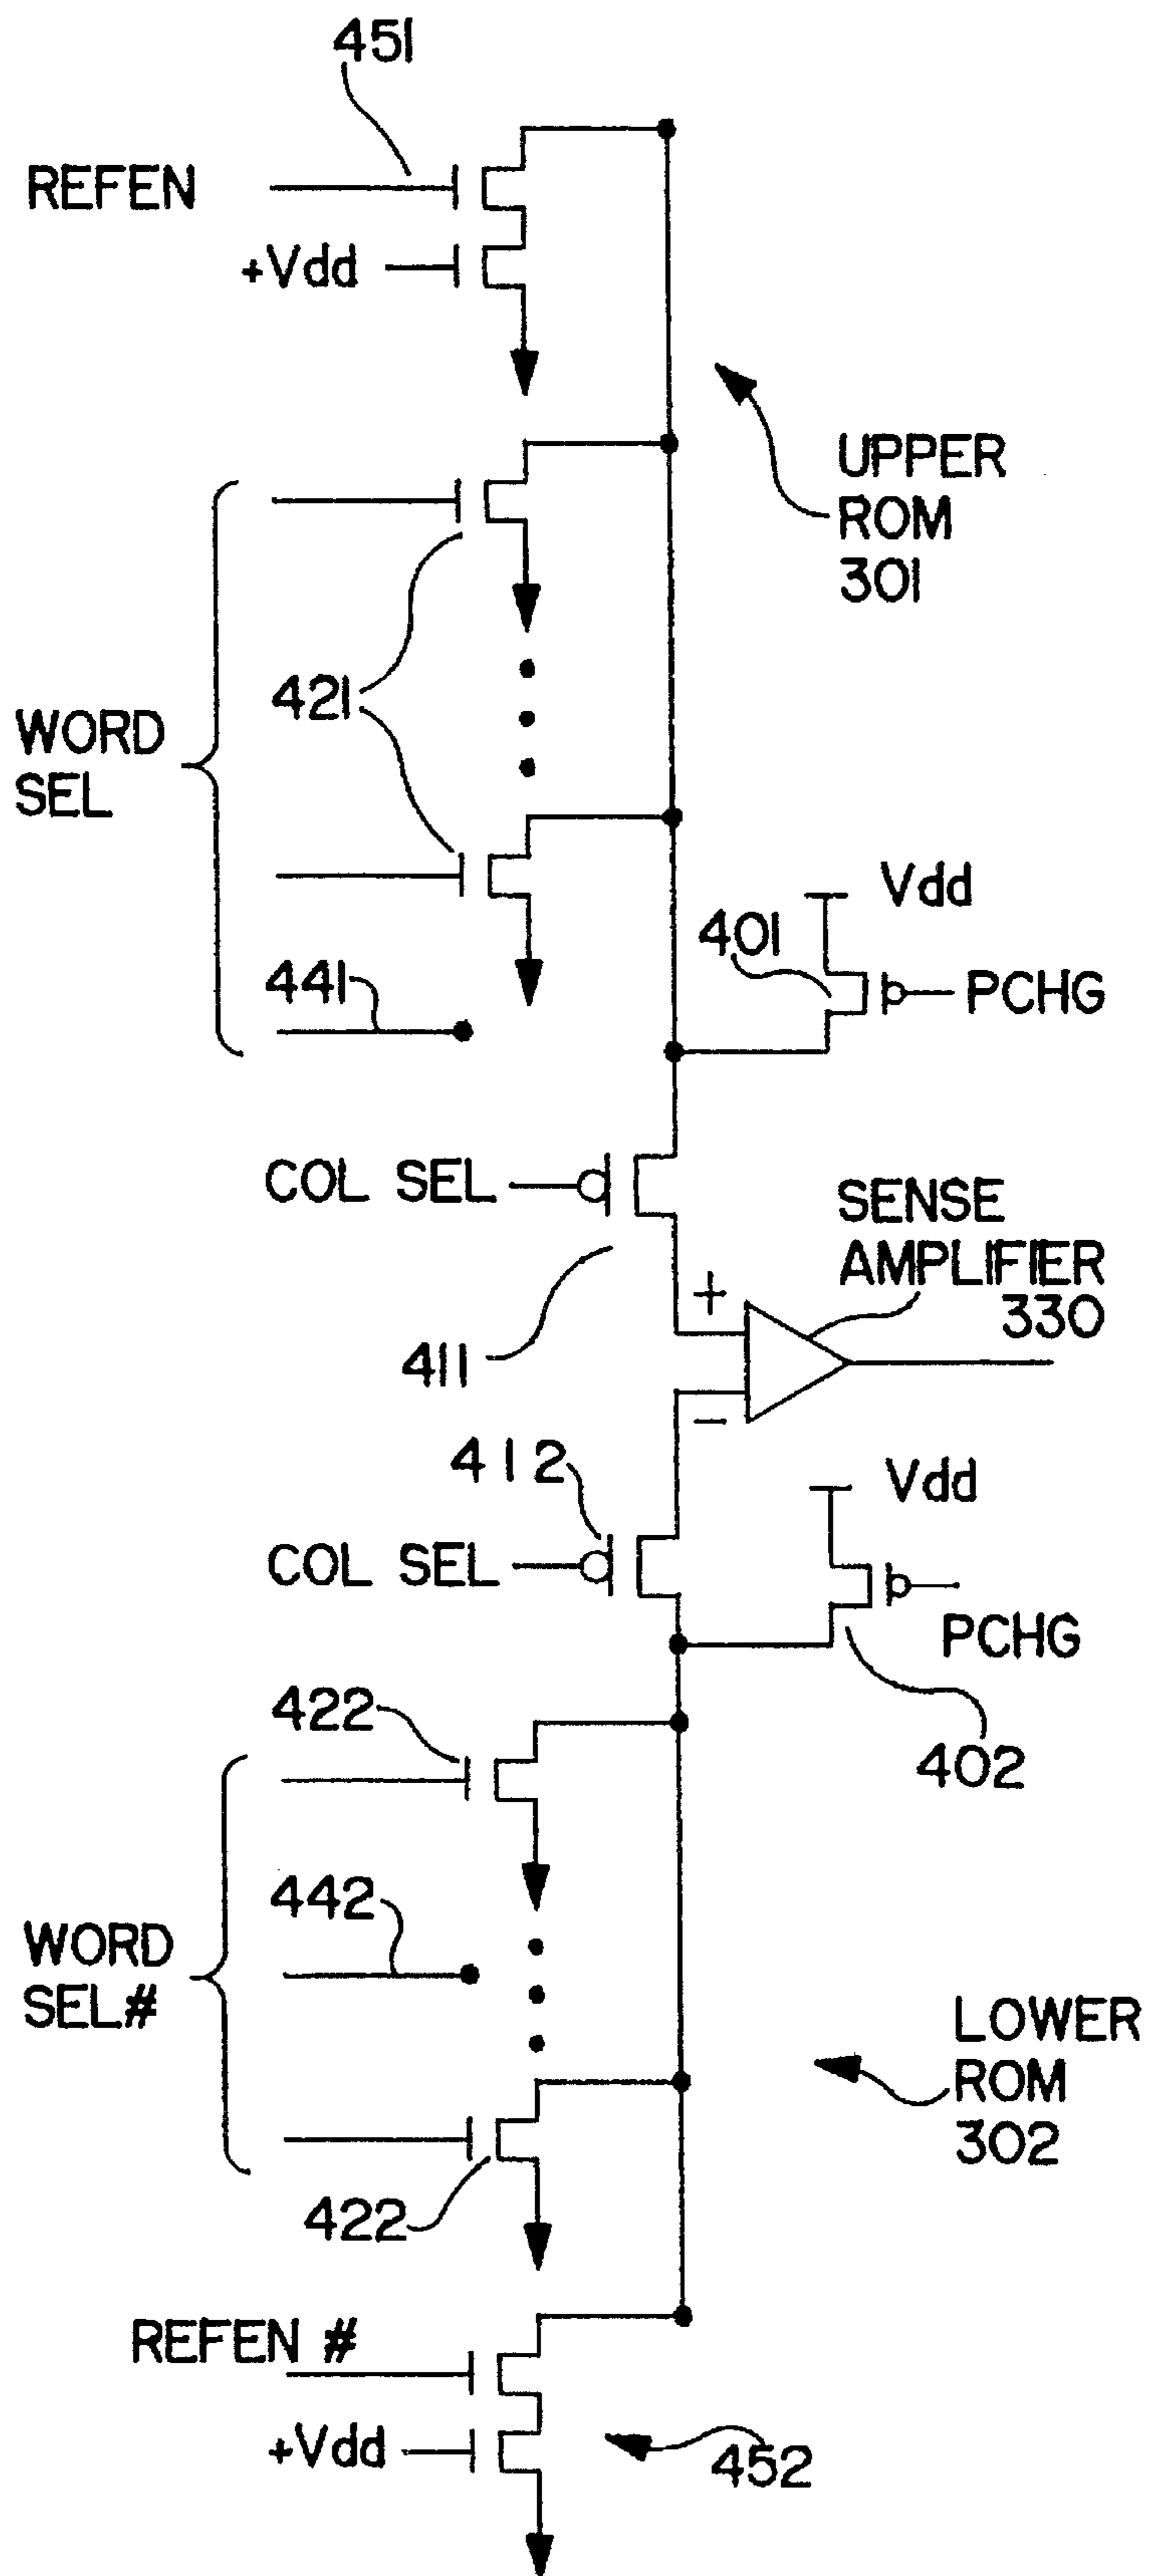 451
REFEN
+Vdd
UPPER
ROM
301
421
WORD
SEL
Vdd
401
PCHG
441
COL SEL
SENSE
AMPLIFIER
330
+
411
-
412
Vdd
COL SEL
PCHG
422
402
442
WORD
SEL#
LOWER
ROM
302
422
REFEN #
+Vdd
452